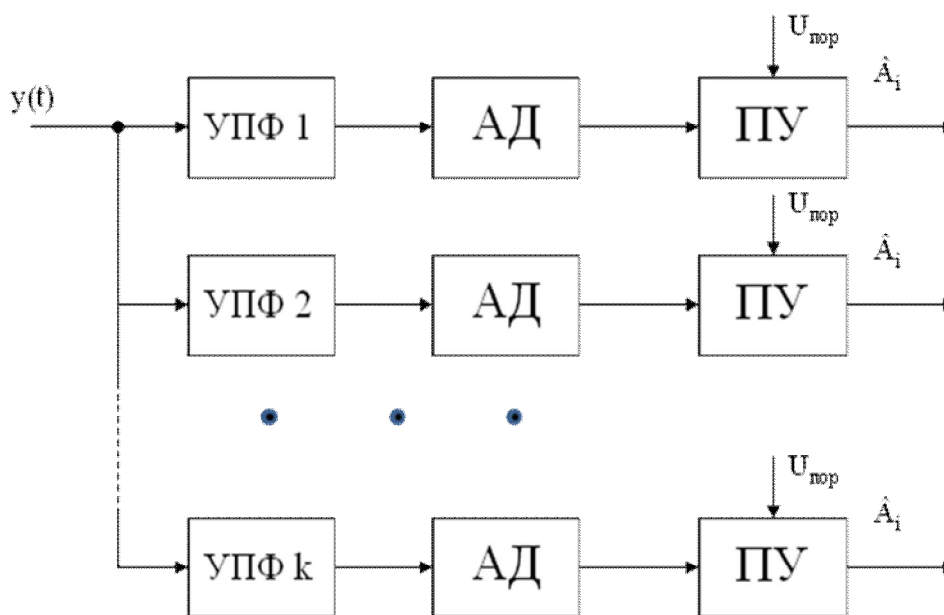 y(t)
УПФ 1
АД
U_пор
ПУ
Â_i
УПФ 2
АД
U_пор
ПУ
Â_i
УПФ k
АД
U_пор
ПУ
Â_i